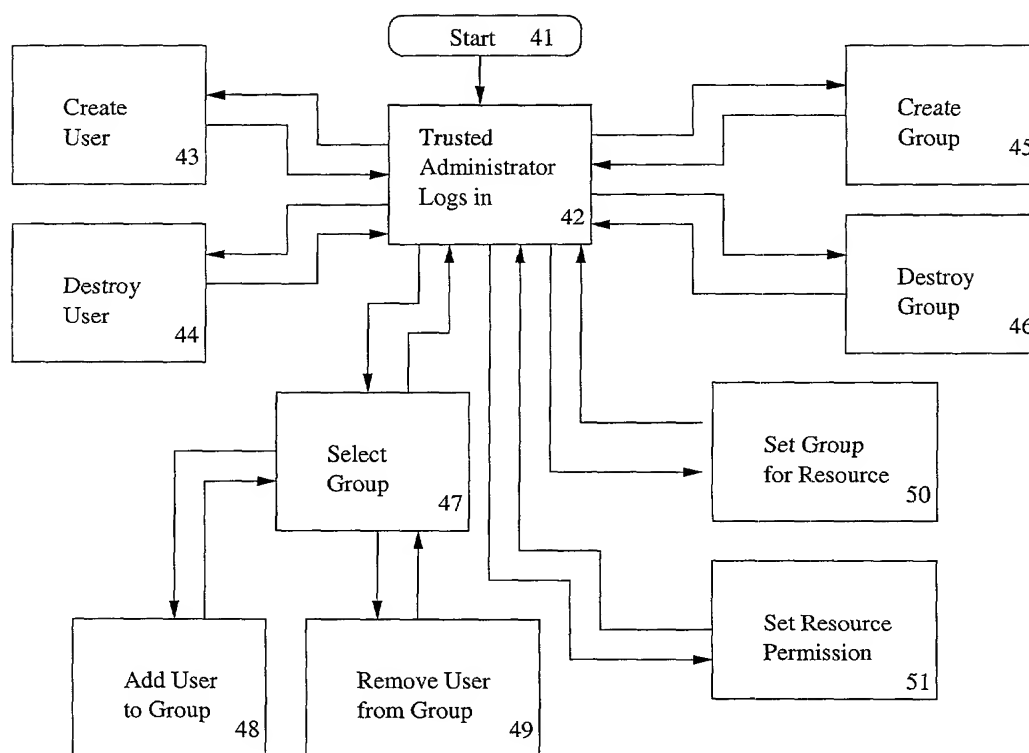 Start 41
Create
User
43
Trusted
Administrator
Logs in
42
Create
Group
45
Destroy
User
44
Destroy
Group
46
Select
Group
47
Set Group
for Resource
50
Add User
to Group
48
Remove User
from Group
49
Set Resource
Permission
51